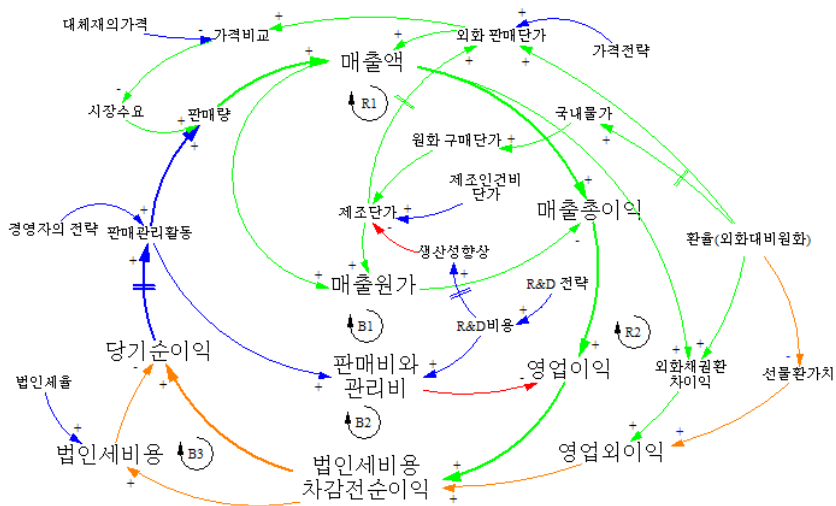 대체재의가격
-
가격비교
+
외화 판매단가
+
가격전략
매출액
R1
시장수요
판매량
국내물가
원화 구매단가
제조인건비
단가
제조단가
매출총이익
경영자의 전략
판매관리활동
환율(외화대비원화)
생산성향상
매출원가
R&D 전략
B1
R&D비용
R2
당기순이익
판매비와
관리비
영업이익
외화채권환
차이익
선물환가치
법인세율
B2
법인세비용
B3
영업외이익
법인세비용
차감전순이익